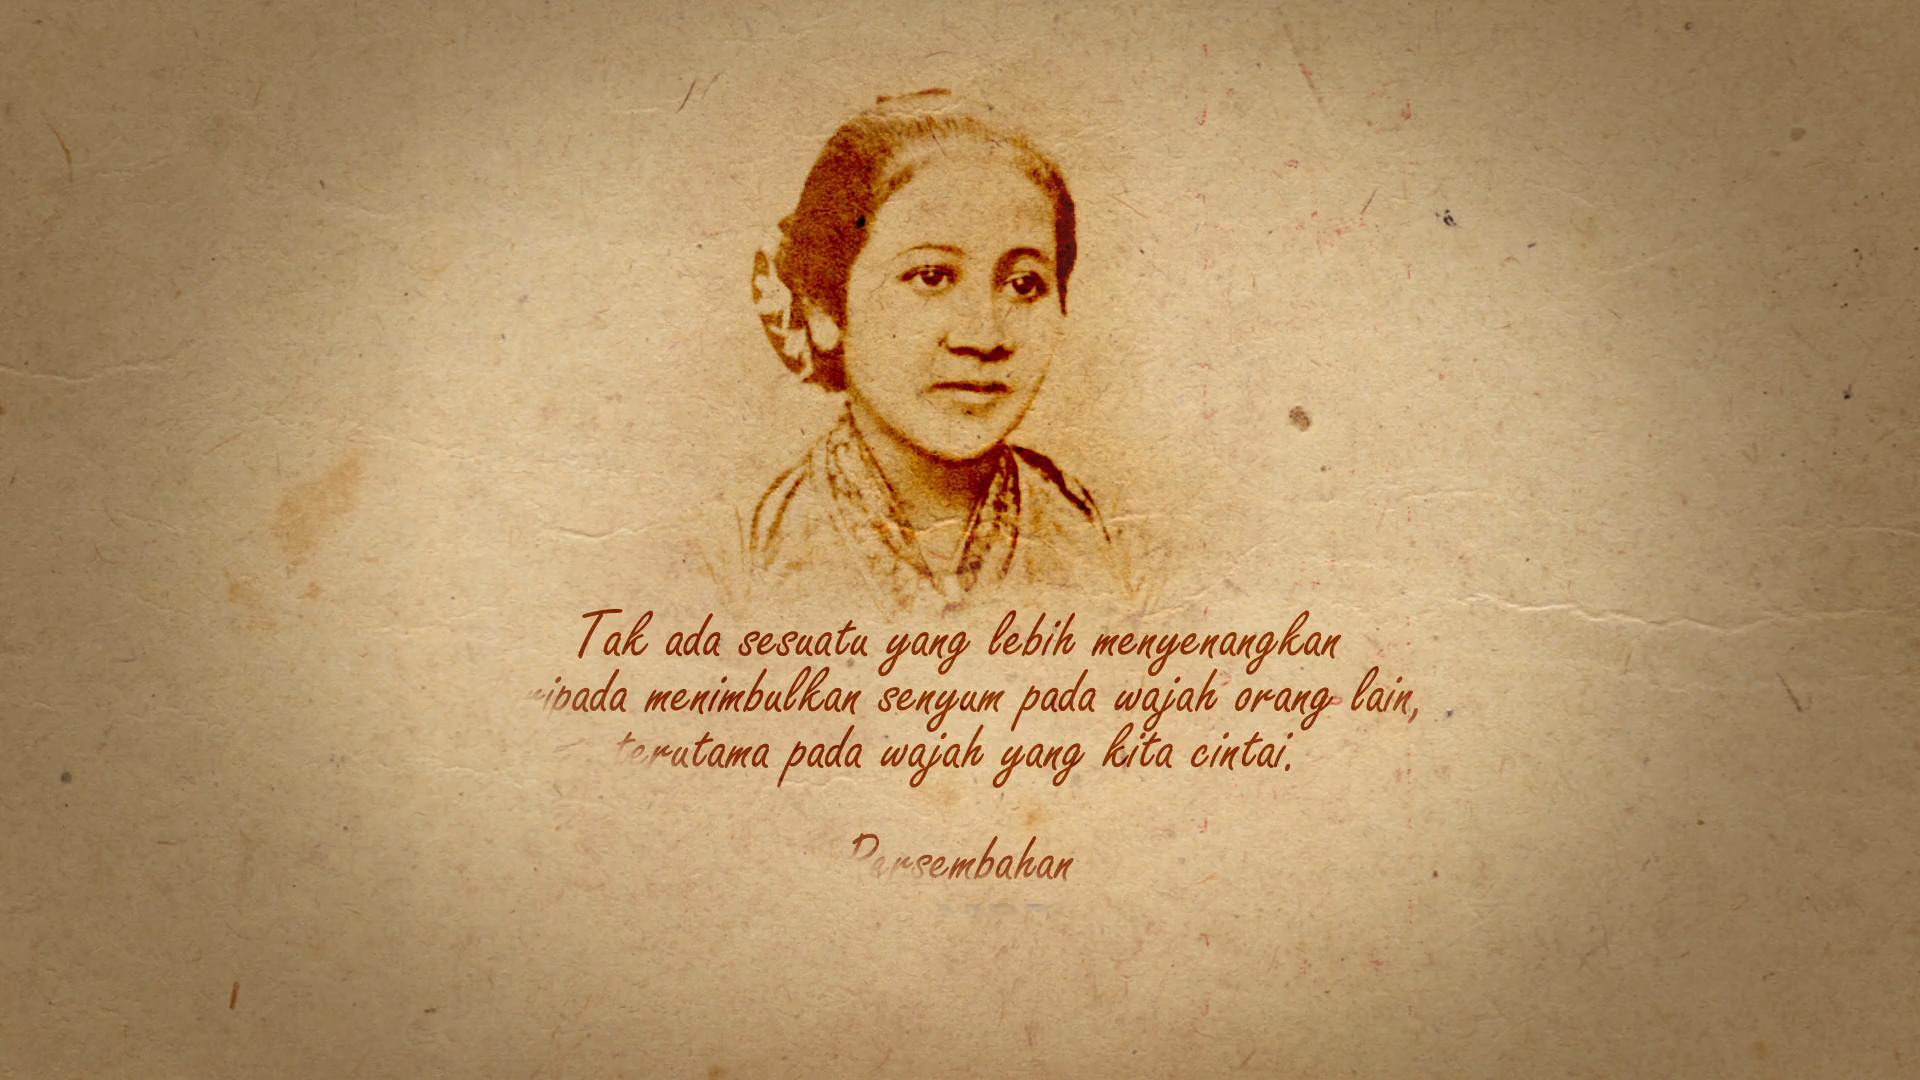 Tak ada sesuatu yang lebih menyenangkan
ripada menimbulkan senyum pada wajah orang lain,
terutama pada wajah yang kita cintai.
Persembahan